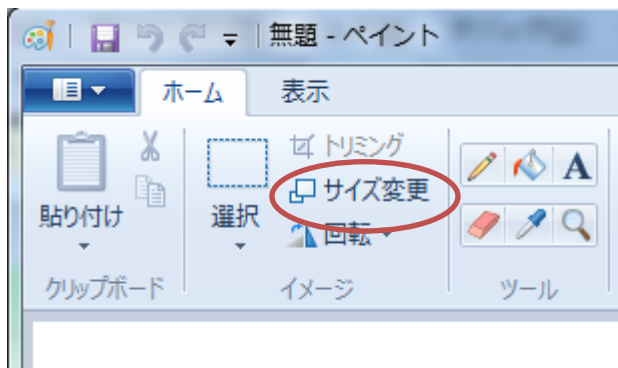 無題 - ペイント
ホーム 表示
トリミング
サイズ変更
貼り付け 選択 回転
A
クリップボード イメージ ツール